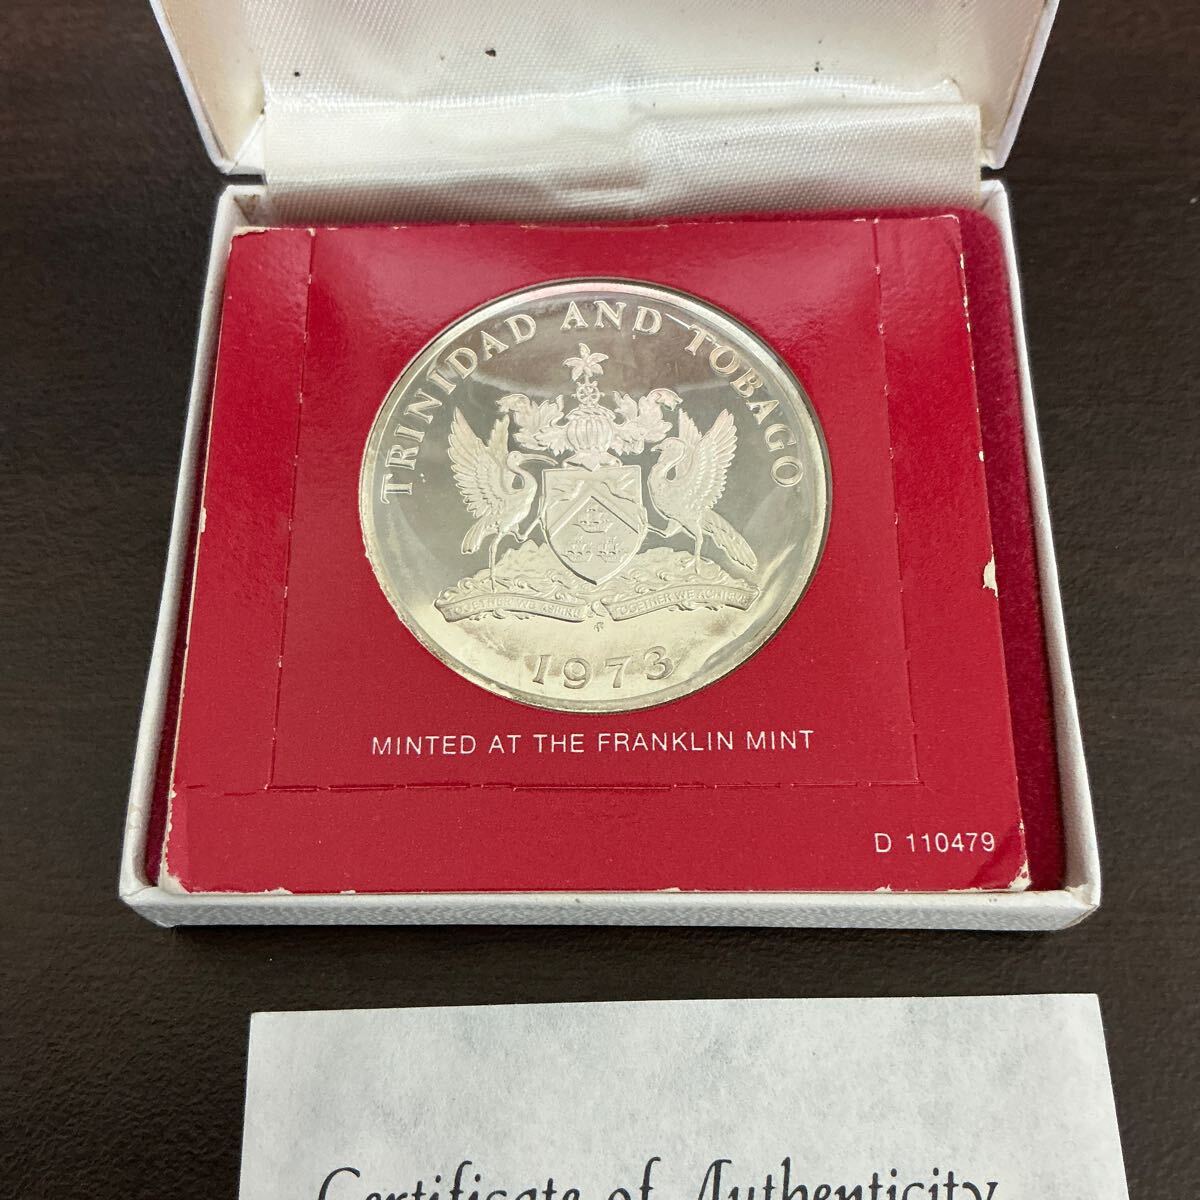 TRINIDAD AND TOBAGO
TOGETHER WE ASPIRE TOGETHER WE ACHIEVE
1973
MINTED AT THE FRANKLIN MINT
D 110479
Certificate of Authenticity